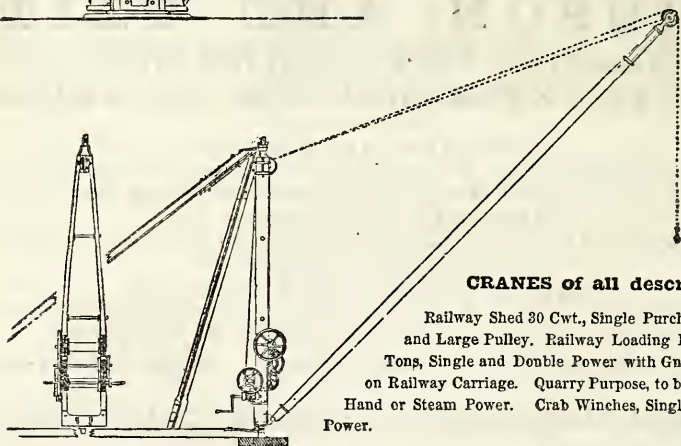 CRANES of all descr
Railway Shed 30 Cwt., Single Purch
and Large Pulley. Railway Loading
Tons, Single and Double Power with
on Railway Carriage. Quarry Purpose, to b
Hand or Steam Power. Crab Winches, Singl
Power.